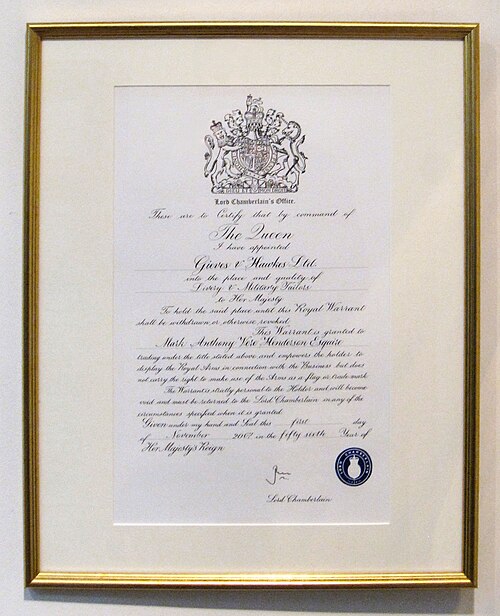 Lord Chamberlain's Office.
These are to Certify that by command of
The Queen
I have appointed
Gieves & Hawkes Ltd.
into the place and quality of
Livery & Military Tailors
to Her Majesty
To hold the said place until this Royal Warrant
shall be withdrawn or otherwise revoked.
This Warrant is granted to
Mark Anthony Henderson Esquire
trading under the title stated above and empowers the holder to
display the Royal Arms in connection with the Business but does
not carry the right to make use of the Arms as a flag or trade mark.
The Warrant is strictly personal to the Holder and will become
void and must be returned to the Lord Chamberlain in any of the
circumstances specified when it is granted.
Given under my hand and Seal this first day
of November 2007 in the fifty sixth Year of
Her Majesty's Reign
Lord Chamberlain